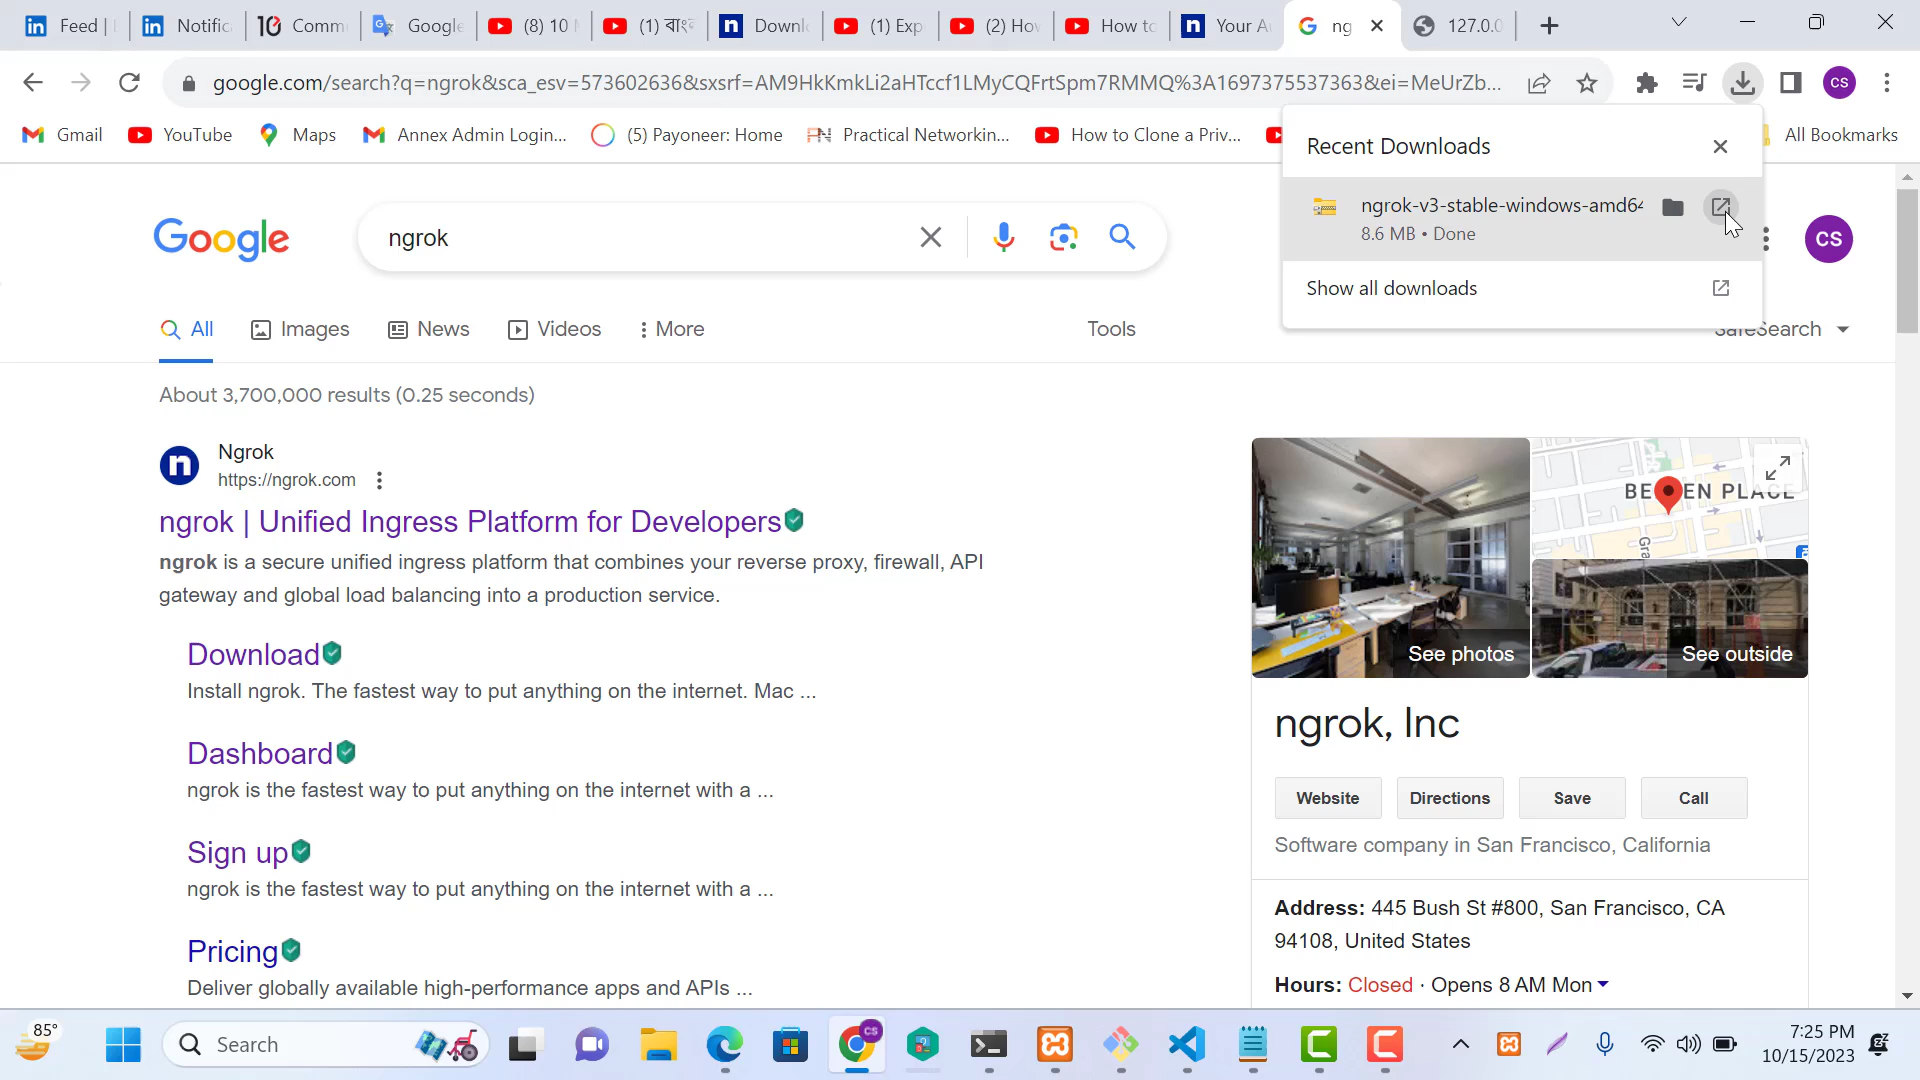 Feed |
Notific
Comm
Google
(8) 10
(1) বাং
Downl
(1) Exp
(2) Hov
How to
Your A
ng
127.0.0
google.com/search?q=ngrok&sca_esv=573602636&sxsrf=AM9HkKmkLi2aHTccf1LMyCQFrtSpm7RMMQ%3A1697375537363&ei=MeUrZb...
CS
Gmail
YouTube
Maps
Annex Admin Login...
(5) Payoneer: Home
Practical Networkin...
How to Clone a Priv...
All Bookmarks
Recent Downloads
ngrok-v3-stable-windows-amd64
8.6 MB • Done
Show all downloads
Google
ngrok
CS
All
Images
News
Videos
More
Tools
SafeSearch
About 3,700,000 results (0.25 seconds)
Ngrok
https://ngrok.com
ngrok | Unified Ingress Platform for Developers
ngrok is a secure unified ingress platform that combines your reverse proxy, firewall, API
gateway and global load balancing into a production service.
Download
Install ngrok. The fastest way to put anything on the internet. Mac ...
Dashboard
ngrok is the fastest way to put anything on the internet with a ...
Sign up
ngrok is the fastest way to put anything on the internet with a ...
Pricing
Deliver globally available high-performance apps and APIs ...
See photos
See outside
ngrok, Inc
Website
Directions
Save
Call
Software company in San Francisco, California
Address: 445 Bush St #800, San Francisco, CA
94108, United States
Hours: Closed · Opens 8 AM Mon
85°
Search
7:25 PM
10/15/2023